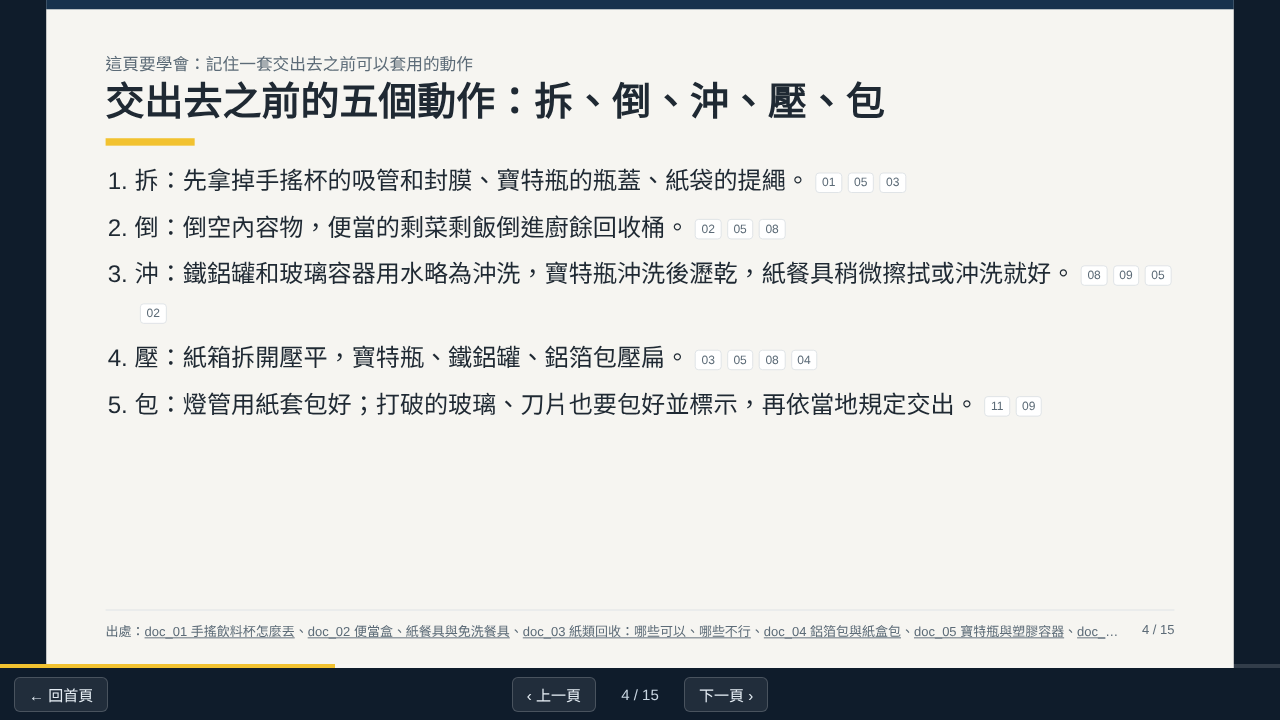 這頁要學會：記住一套交出去之前可以套用的動作
交出去之前的五個動作：拆、倒、沖、壓、包
1. 拆：先拿掉手搖杯的吸管和封膜、寶特瓶的瓶蓋、紙袋的提繩。 01 05 03
2. 倒：倒空內容物，便當的剩菜剩飯倒進廚餘回收桶。 02 05 08
3. 沖：鐵鋁罐和玻璃容器用水略為沖洗，寶特瓶沖洗後瀝乾，紙餐具稍微擦拭或沖洗就好。 08 09 05
02
4. 壓：紙箱拆開壓平，寶特瓶、鐵鋁罐、鋁箔包壓扁。 03 05 08 04
5. 包：燈管用紙套包好；打破的玻璃、刀片也要包好並標示，再依當地規定交出。 11 09
出處：doc_01 手搖飲料杯怎麼丟、doc_02 便當盒、紙餐具與免洗餐具、doc_03 紙類回收：哪些可以、哪些不行、doc_04 鋁箔包與紙盒包、doc_05 寶特瓶與塑膠容器、doc_… 4 / 15
← 回首頁 ‹ 上一頁 4 / 15 下一頁 ›